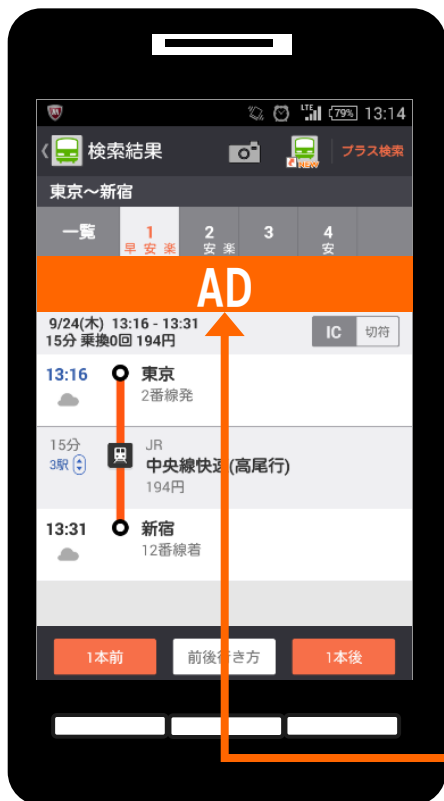 LTE 79% 13:14
検索結果 NEW プラス検索
東京～新宿
一覧 1 2 3 4
早 安 楽 安 楽 安
AD
9/24(木) 13:16 - 13:31
15分 乗換0回 194円
IC 切符
13:16 東京
2番線発
15分 JR
3駅 中央線快速(高尾行)
194円
13:31 新宿
12番線着
1本前 前後行き方 1本後